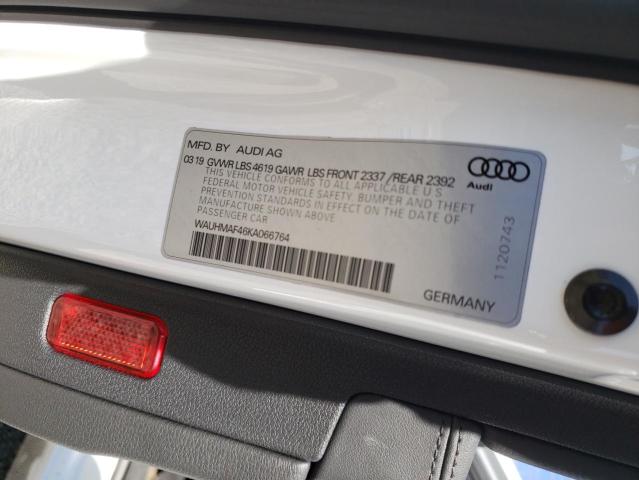 MFD. BY AUDI AG
03 19 GVWR LBS 4619 GAWR LBS FRONT 2337 / REAR 2392
THIS VEHICLE CONFORMS TO ALL APPLICABLE U S
FEDERAL MOTOR VEHICLE SAFETY, BUMPER AND THEFT
PREVENTION STANDARDS IN EFFECT ON THE DATE OF
MANUFACTURE SHOWN ABOVE
PASSENGER CAR
WAUHMAF46KA066764
Audi
1120743
GERMANY